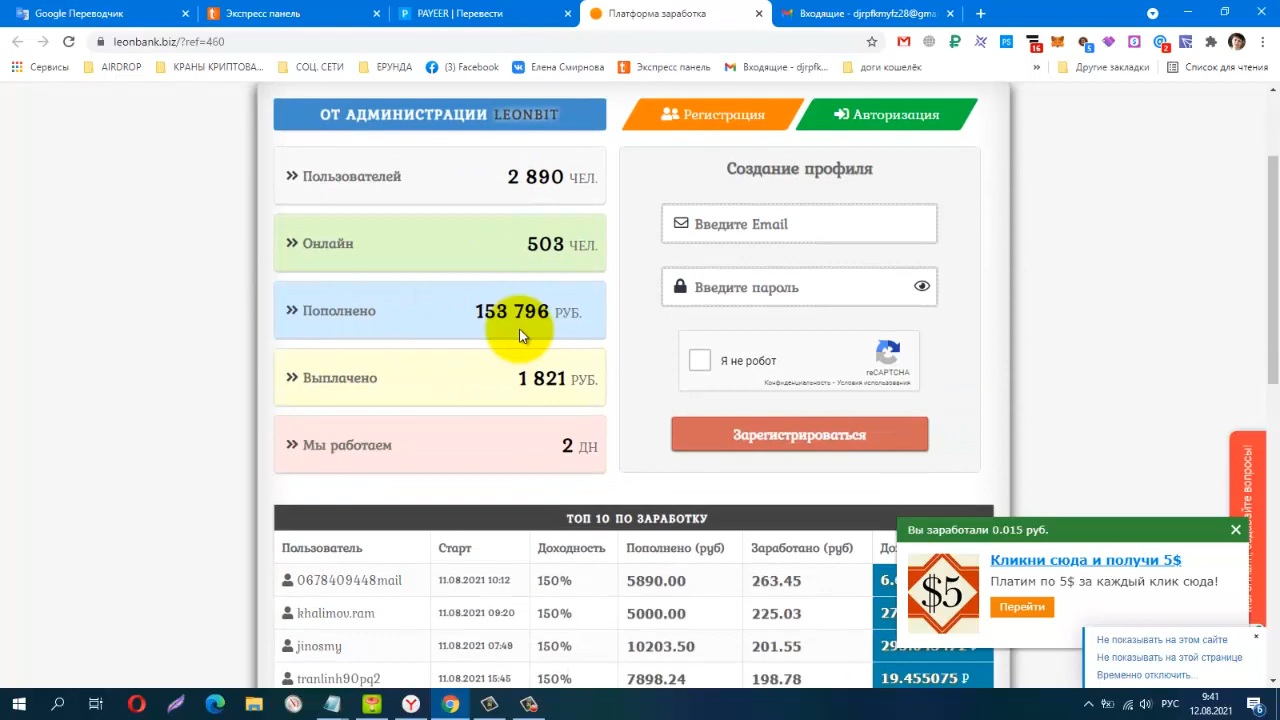 Google Переводчик
Экспресс панель
PAYEER | Перевести
Платформа заработка
Входящие - djrpfkmyfz28@gma
leonbank.biz/?ref=460
Сервисы
AIRDROP
КРАНЫ КРИПТОВА...
СОЦ. СЕТИ
ЕРУНДА
(3) Facebook
Елена Смирнова
Экспресс панель
Входящие - djrpfk...
доги кошелёк
Другие закладки
Список для чтения
ОТ АДМИНИСТРАЦИИ LEONBIT
Регистрация
Авторизация
Пользователей 2 890 ЧЕЛ.
Онлайн 503 ЧЕЛ.
Пополнено 153 796 РУБ.
Выплачено 1 821 РУБ.
Мы работаем 2 ДН
Создание профиля
Введите Email
Введите пароль
Я не робот
reCAPTCHA
Конфиденциальность - Условия использования
Зарегистрироваться
ТОП 10 ПО ЗАРАБОТКУ
Пользователь Старт Доходность Пополнено (руб) Заработано (руб)
0678409448mail 11.08.2021 10:12 150% 5890.00 263.45
khalimov.ram 11.08.2021 09:20 150% 5000.00 225.03
jinosmy 11.08.2021 07:49 150% 10203.50 201.55
tranlinh90pq2 11.08.2021 15:45 150% 7898.24 198.78 19.455075 ₽
Вы заработали 0.015 руб.
Кликни сюда и получи 5$
Платим по 5$ за каждый клик сюда!
Перейти
$5
Не показывать на этом сайте
Не показывать на этой странице
Временно отключить...
РУС
9:41
12.08.2021